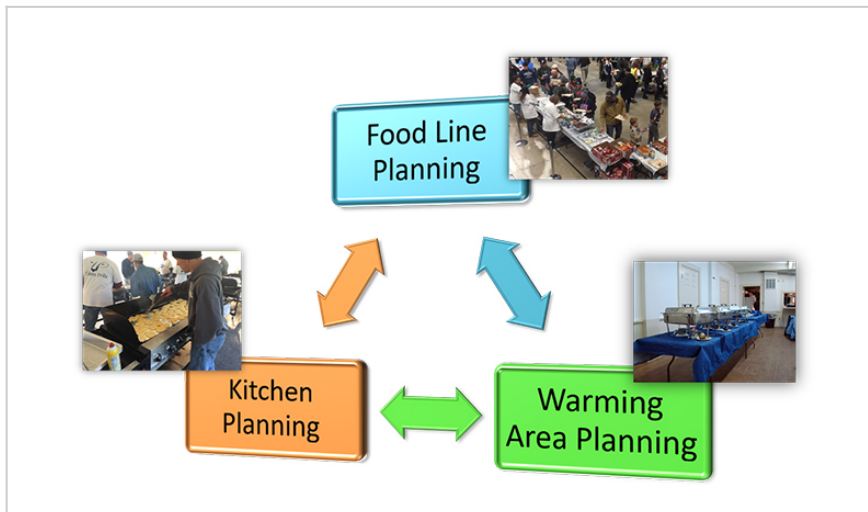 Food Line
Planning
Kitchen
Planning
Warming
Area Planning